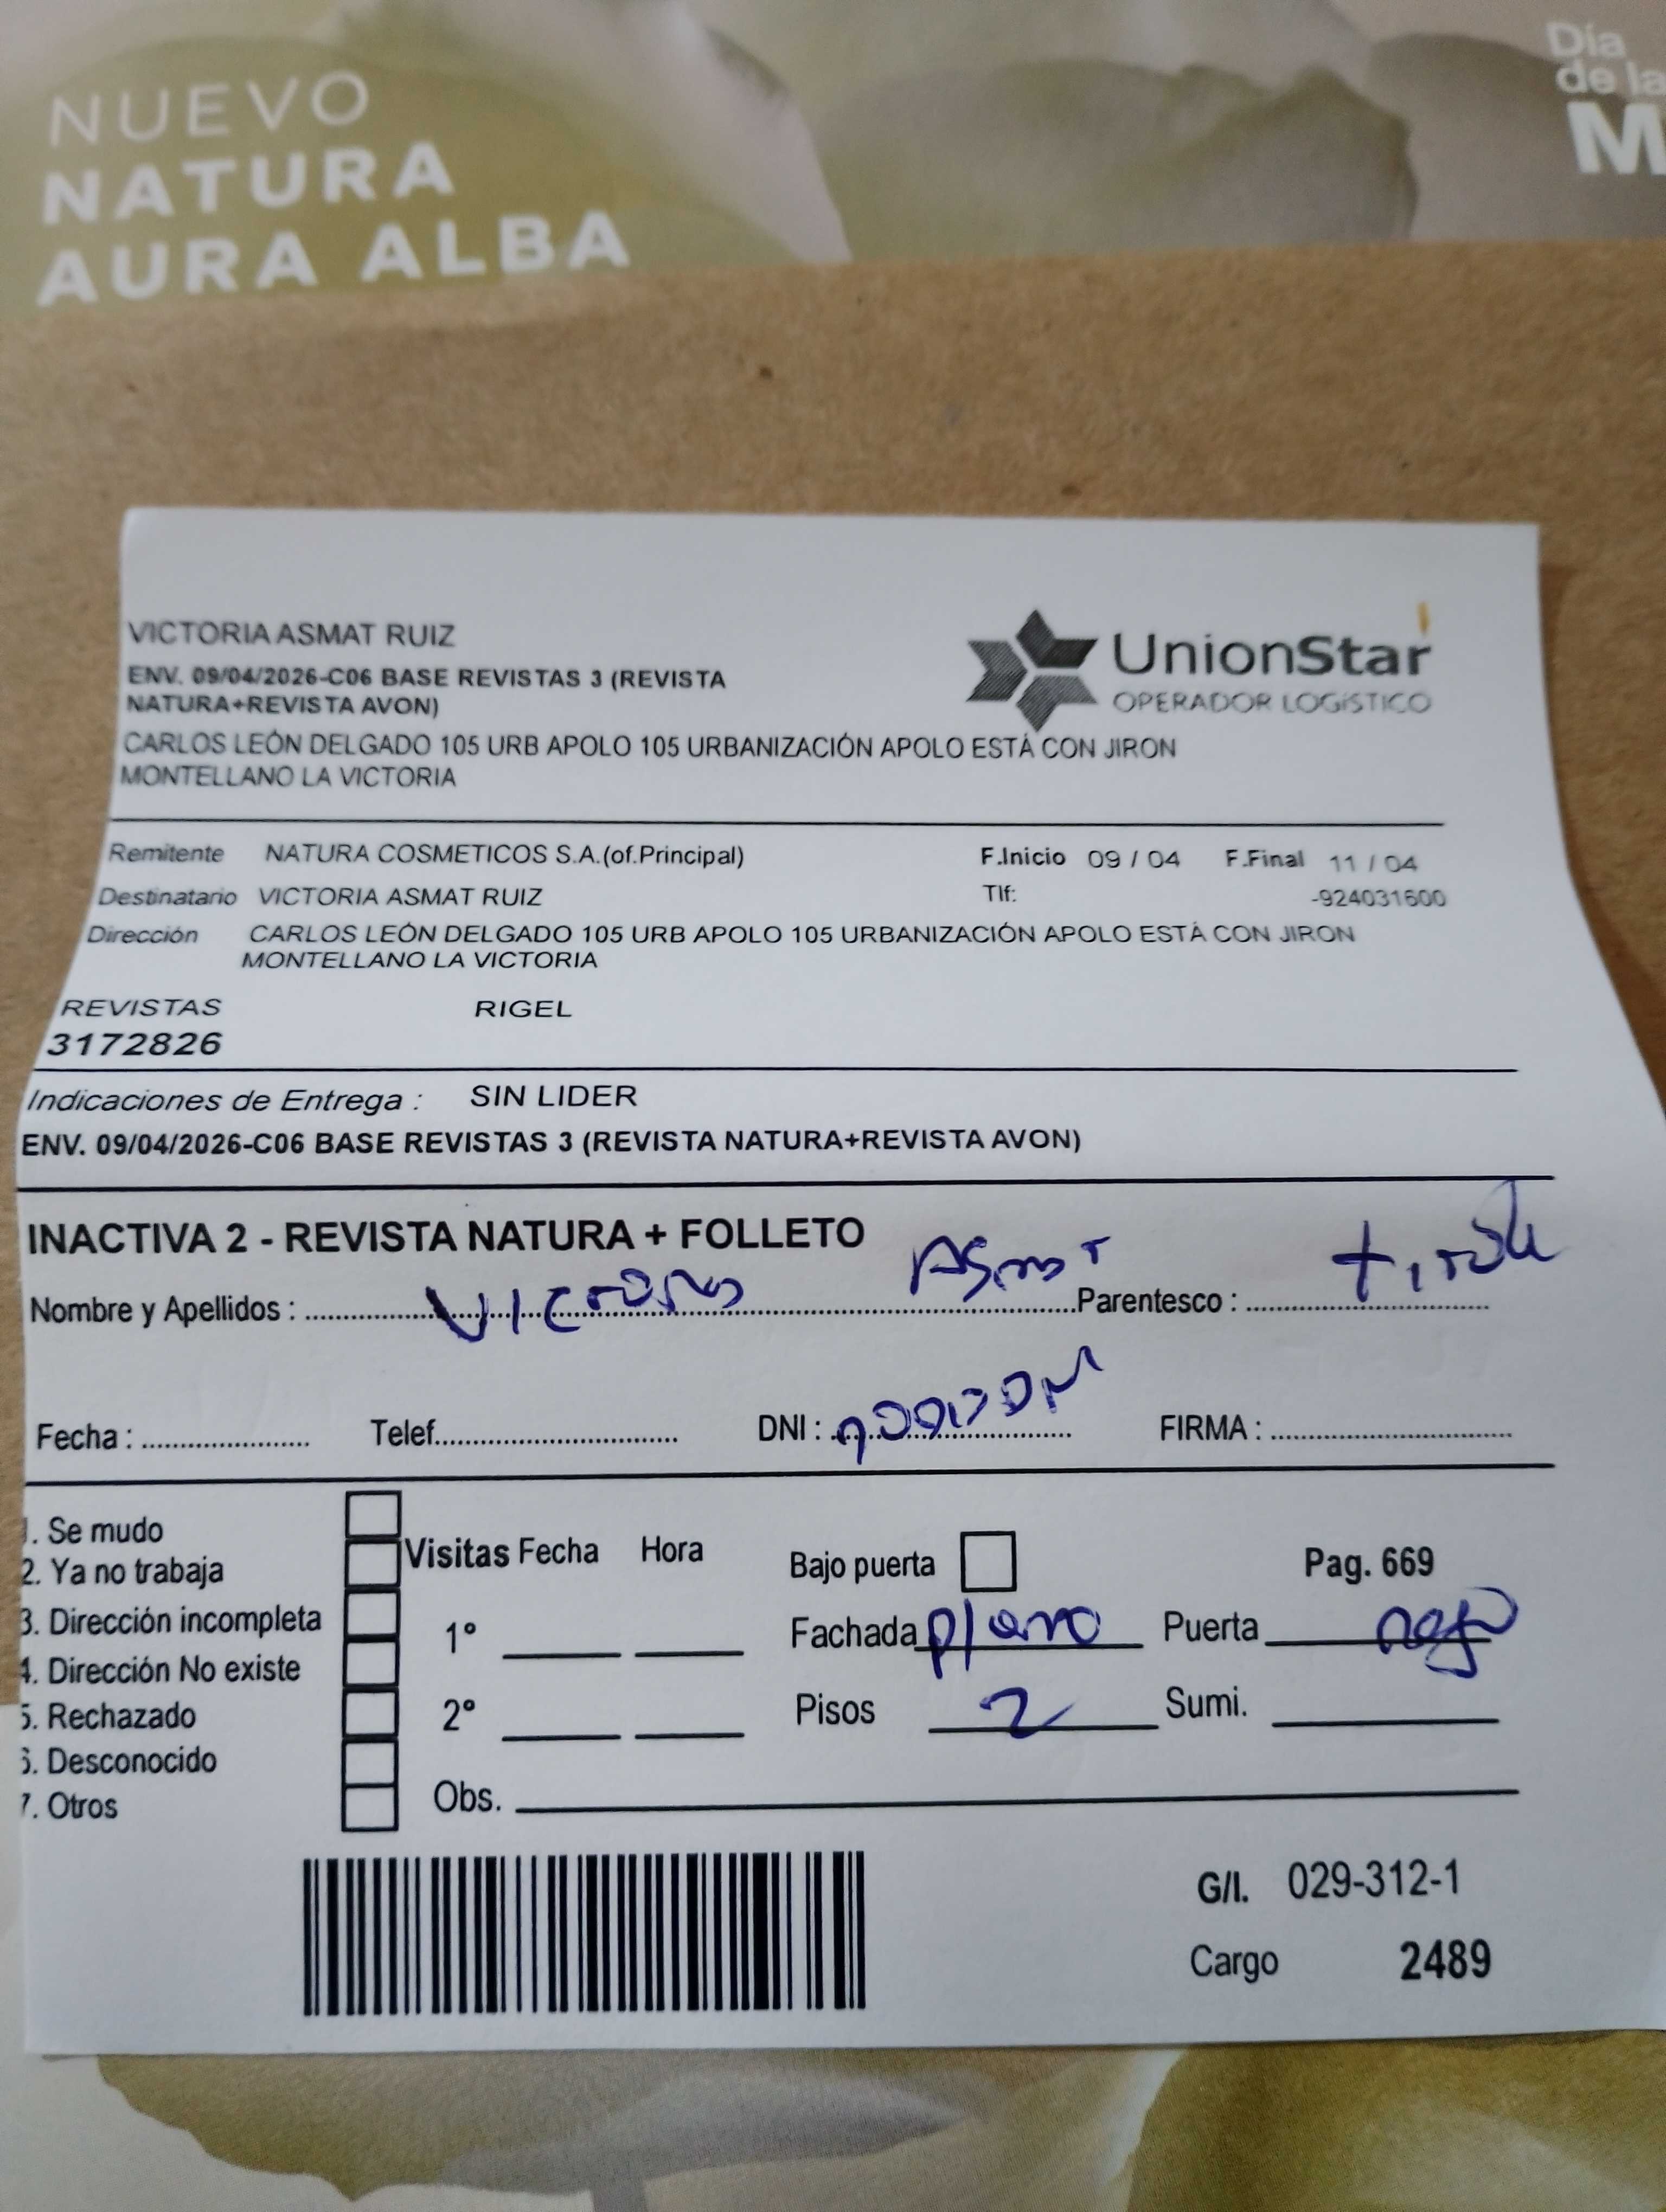 NUEVO
NATURA
AURA ALBA
Día
de la
M
VICTORIA ASMAT RUIZ
ENV. 09/04/2026-C06 BASE REVISTAS 3 (REVISTA
NATURA+REVISTA AVON)
CARLOS LEÓN DELGADO 105 URB APOLO 105 URBANIZACIÓN APOLO ESTÁ CON JIRON
MONTELLANO LA VICTORIA
UnionStar
OPERADOR LOGÍSTICO
Remitente NATURA COSMETICOS S.A.(of.Principal) F.Inicio 09 / 04 F.Final 11 / 04
Destinatario VICTORIA ASMAT RUIZ Tlf: -924031600
Dirección CARLOS LEÓN DELGADO 105 URB APOLO 105 URBANIZACIÓN APOLO ESTÁ CON JIRON
MONTELLANO LA VICTORIA
REVISTAS RIGEL
3172826
Indicaciones de Entrega : SIN LIDER
ENV. 09/04/2026-C06 BASE REVISTAS 3 (REVISTA NATURA+REVISTA AVON)
INACTIVA 2 - REVISTA NATURA + FOLLETO
Nombre y Apellidos : Victoria Asmat Parentesco :
Fecha : Telef. DNI : FIRMA :
1. Se mudo
2. Ya no trabaja
3. Dirección incompleta
4. Dirección No existe
5. Rechazado
6. Desconocido
7. Otros
Visitas Fecha Hora
1°
2°
Obs.
Bajo puerta Pag. 669
Fachada Puerta
Pisos 2 Sumi.
G/I. 029-312-1
Cargo 2489